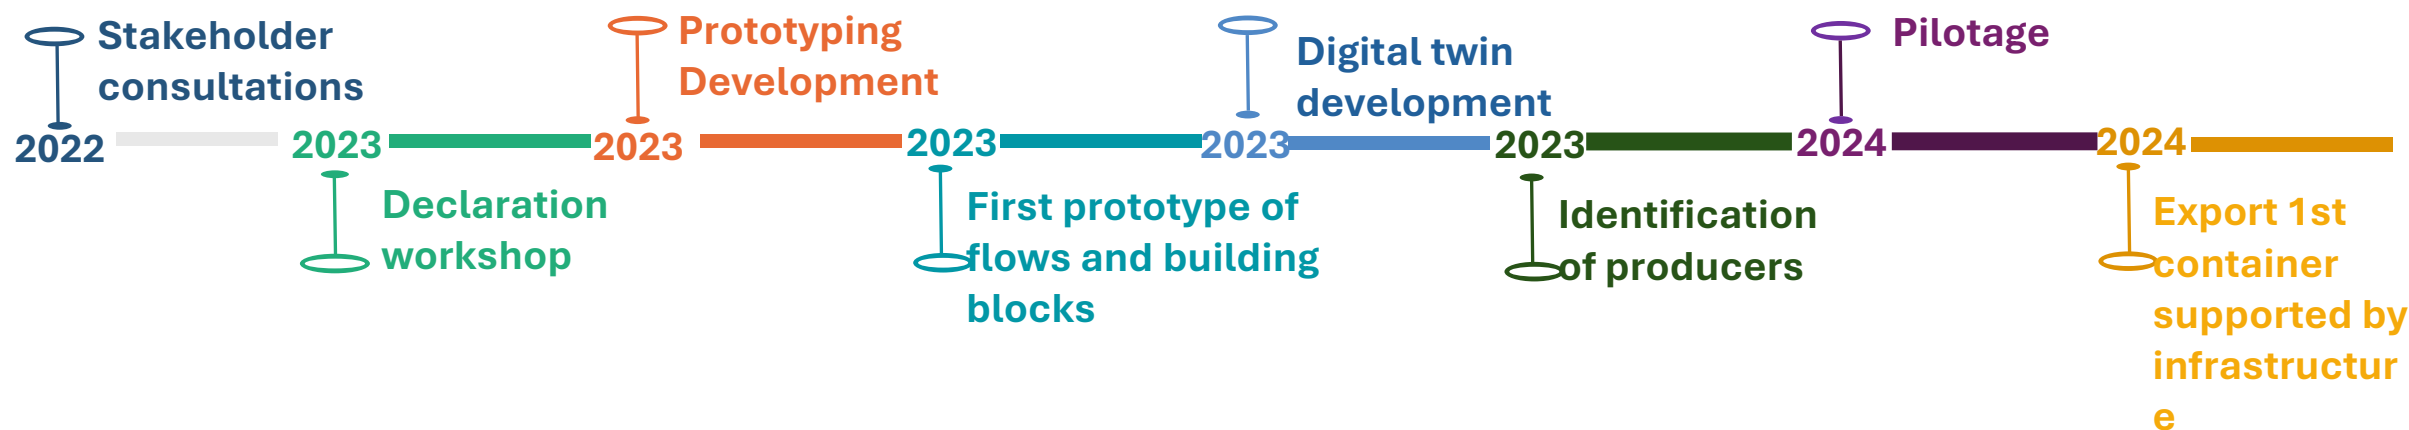 Stakeholder
consultations
Prototyping
Development
Digital twin
development
Pilotage
2022
2023
2023
2023
2023
2023
2024
2024
Declaration
workshop
First prototype of
flows and building
blocks
Identification
of producers
Export 1st
container
supported by
infrastructur
e